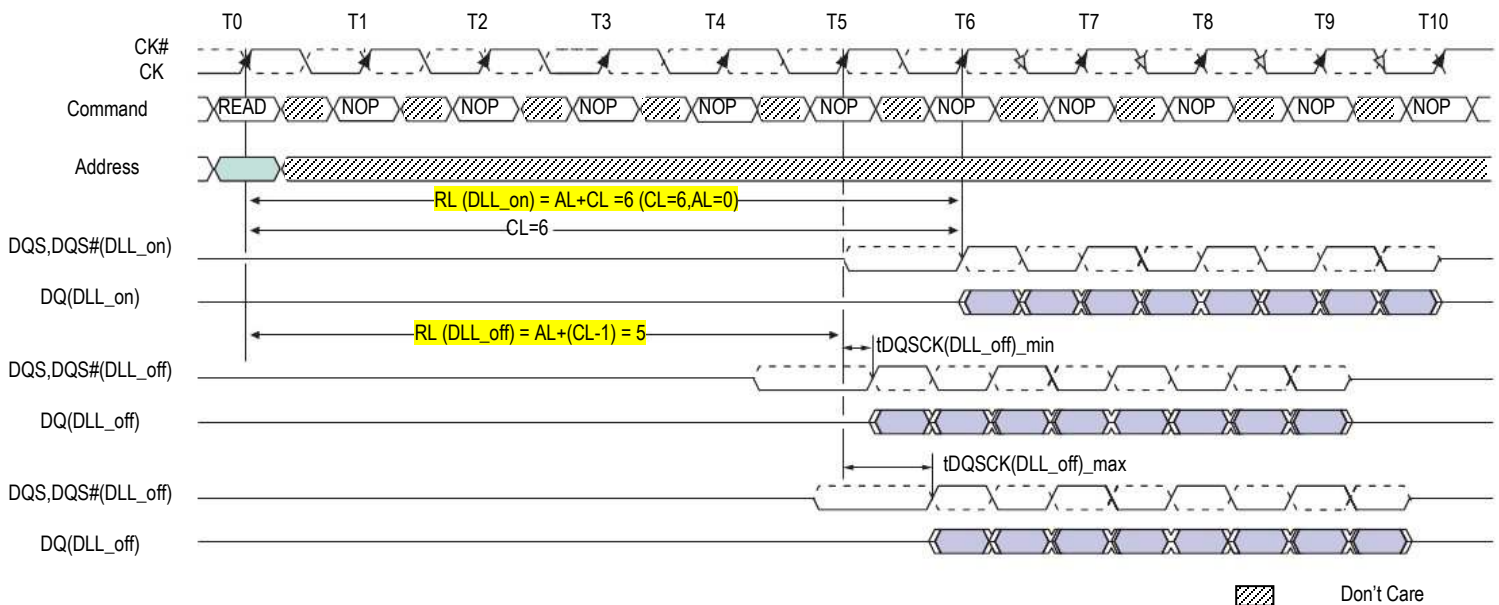 T0 T1 T2 T3 T4 T5 T6 T7 T8 T9 T10
CK#
CK
Command READ NOP NOP NOP NOP NOP NOP NOP NOP NOP NOP
Address
RL (DLL_on) = AL+CL =6 (CL=6,AL=0)
CL=6
DQS,DQS#(DLL_on)
DQ(DLL_on)
RL (DLL_off) = AL+(CL-1) = 5
tDQSCK(DLL_off)_min
DQS,DQS#(DLL_off)
DQ(DLL_off)
tDQSCK(DLL_off)_max
DQS,DQS#(DLL_off)
DQ(DLL_off)
Don't Care